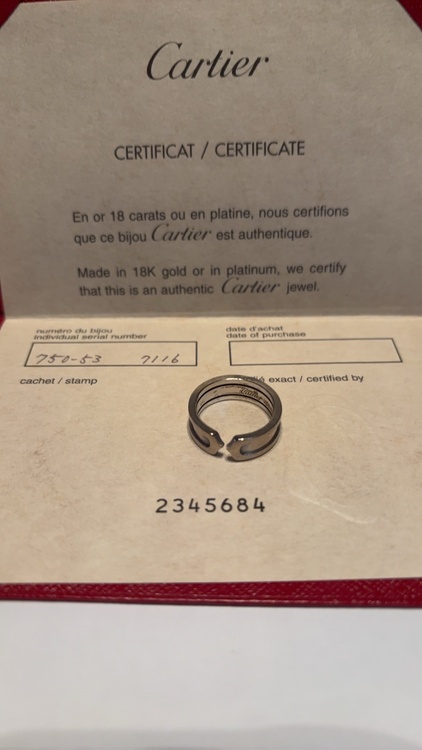 Cartier
CERTIFICAT / CERTIFICATE
En or 18 carats ou en platine, nous certifions
que ce bijou Cartier est authentique.
Made in 18K gold or in platinum, we certify
that this is an authentic Cartier jewel.
numéro du bijou
individual serial number
date d'achat
date of purchase
750-53 7116
cachet / stamp
exact / certified by
2345684